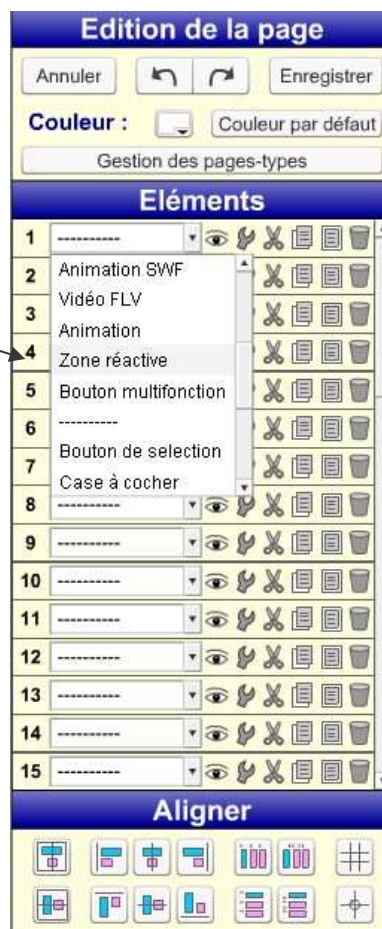 Edition de la page
Annuler Enregistrer
Couleur : Couleur par défaut
Gestion des pages-types
Eléments
1 ----------
2 Animation SWF
Vidéo FLV
3 Animation
4 Zone réactive
5 Bouton multifonction
6 ----------
7 Bouton de selection
Case à cocher
8 ----------
9 ----------
10 ----------
11 ----------
12 ----------
13 ----------
14 ----------
15 ----------
Aligner